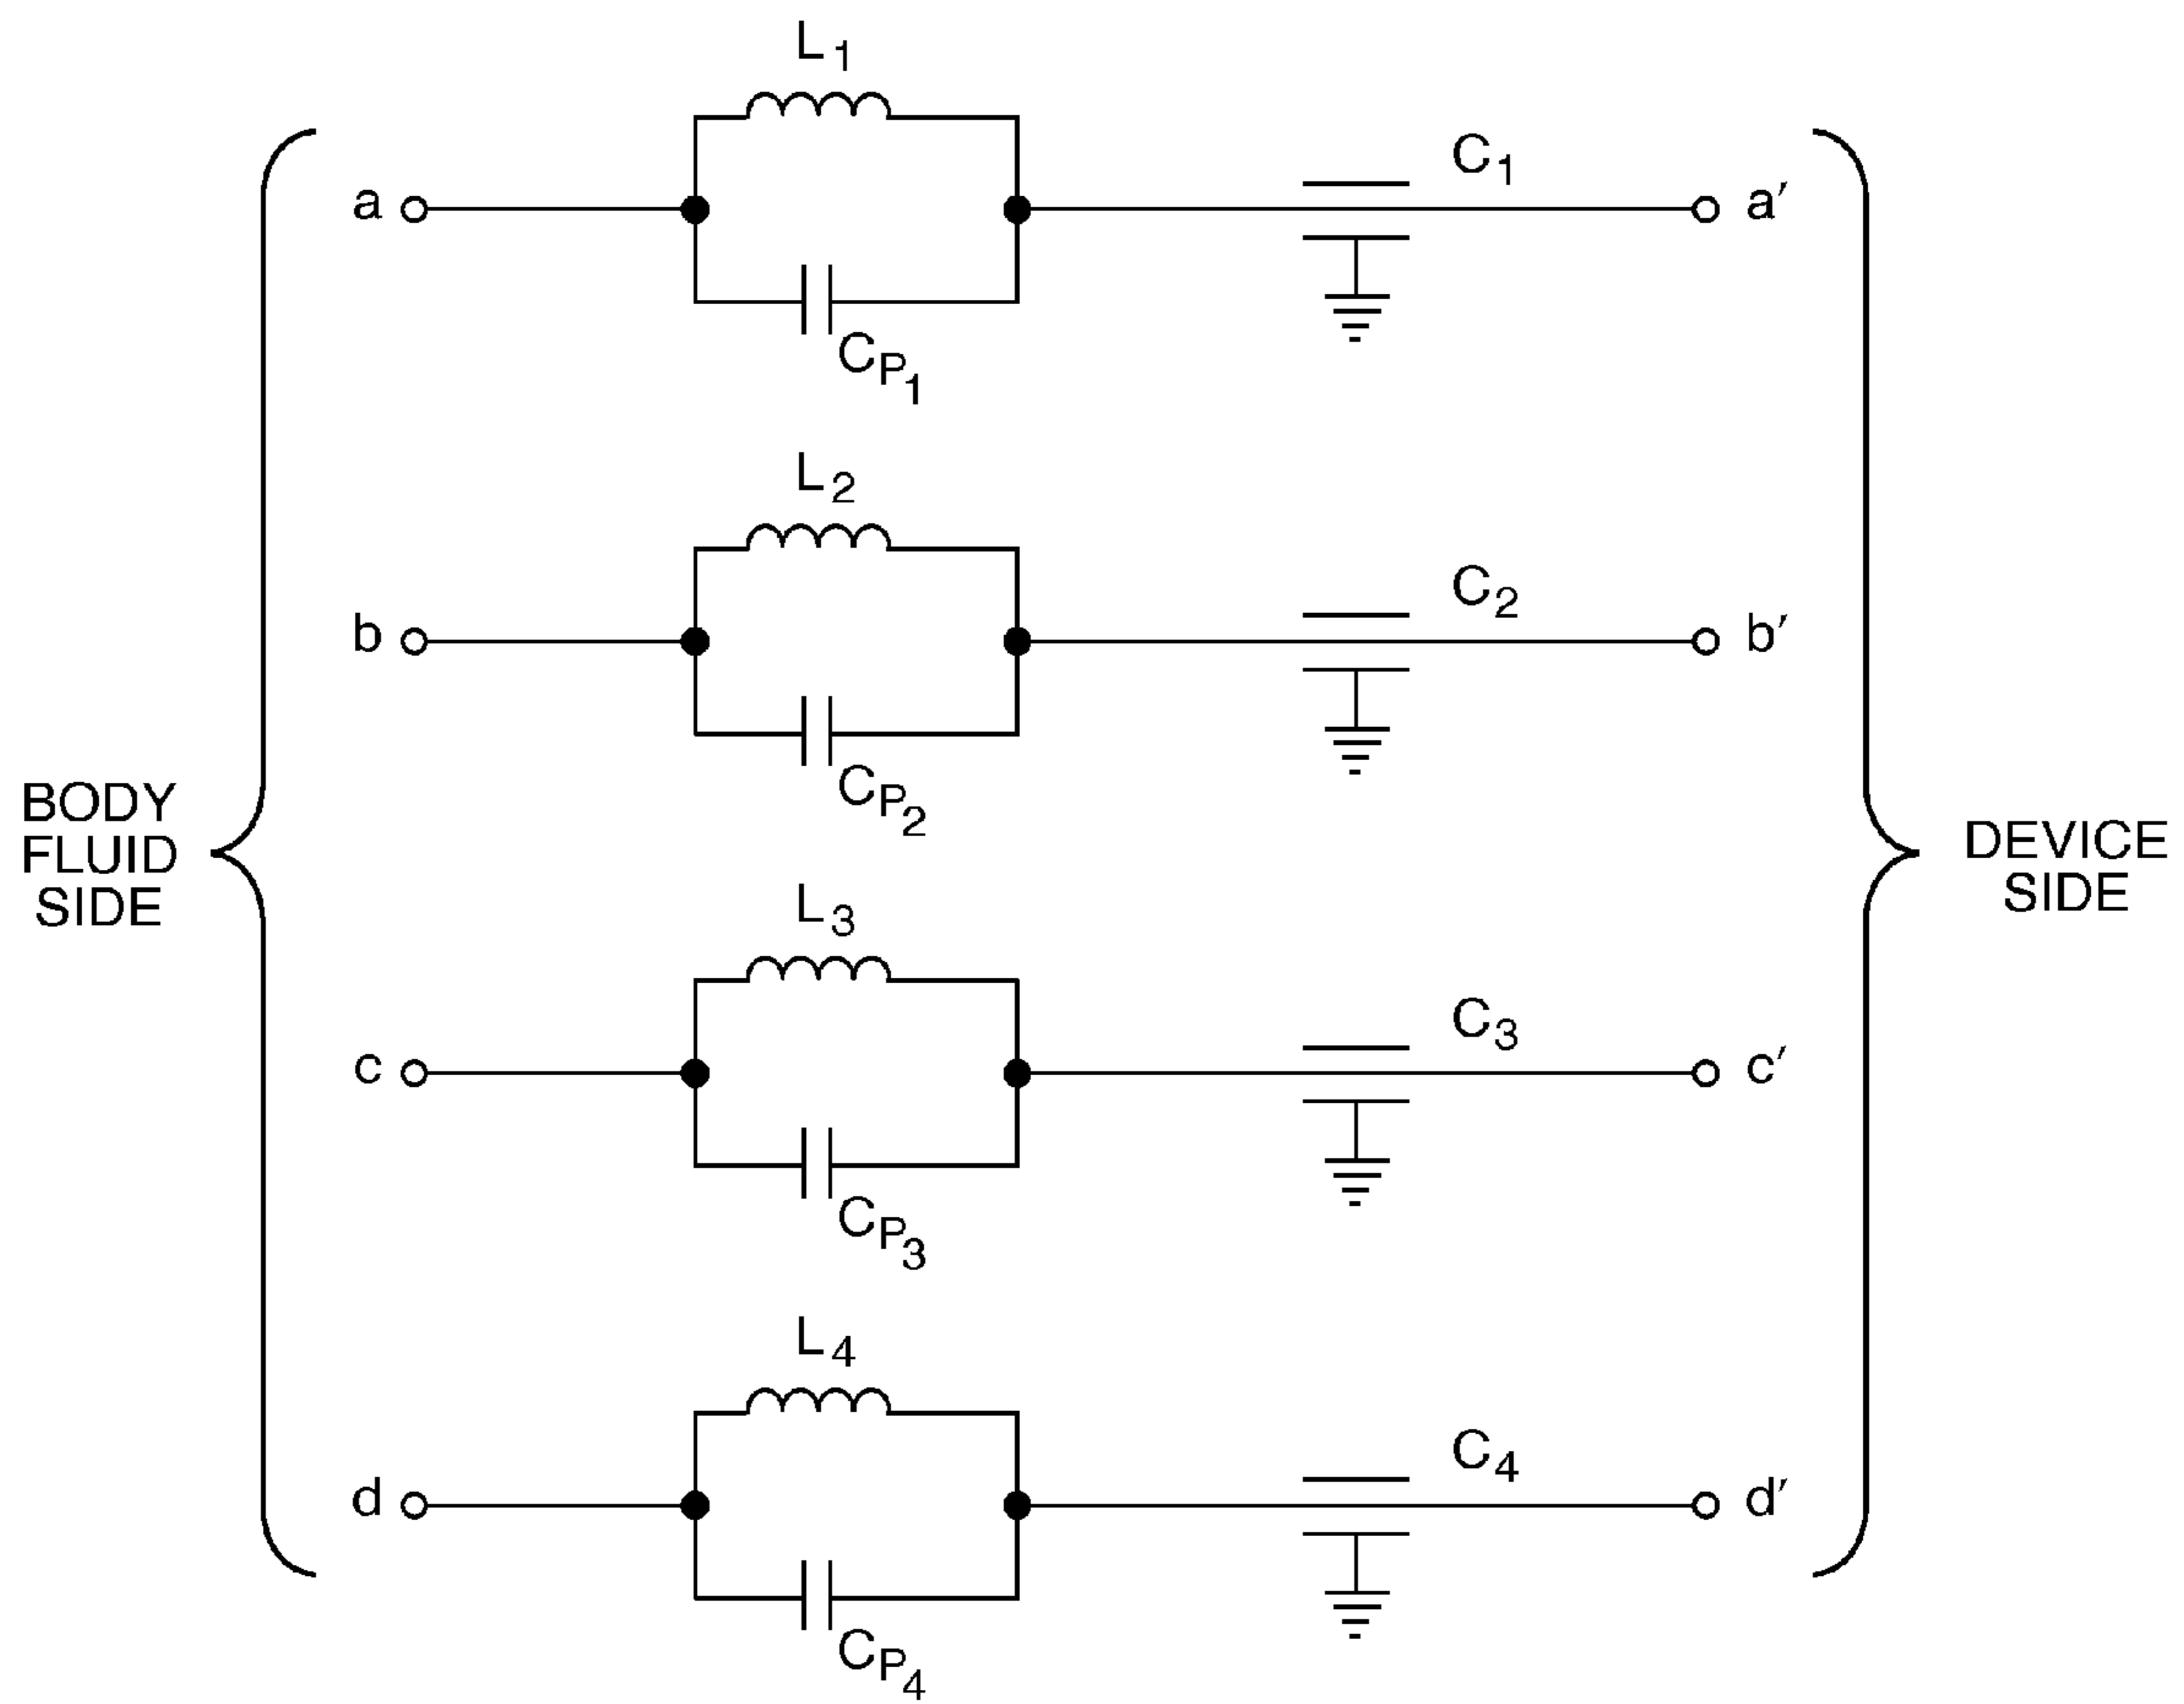 L1
C1
a
a′
CP1
L2
C2
b
b′
CP2
BODY
FLUID
SIDE
DEVICE
SIDE
L3
C3
c
c′
CP3
L4
C4
d
d′
CP4